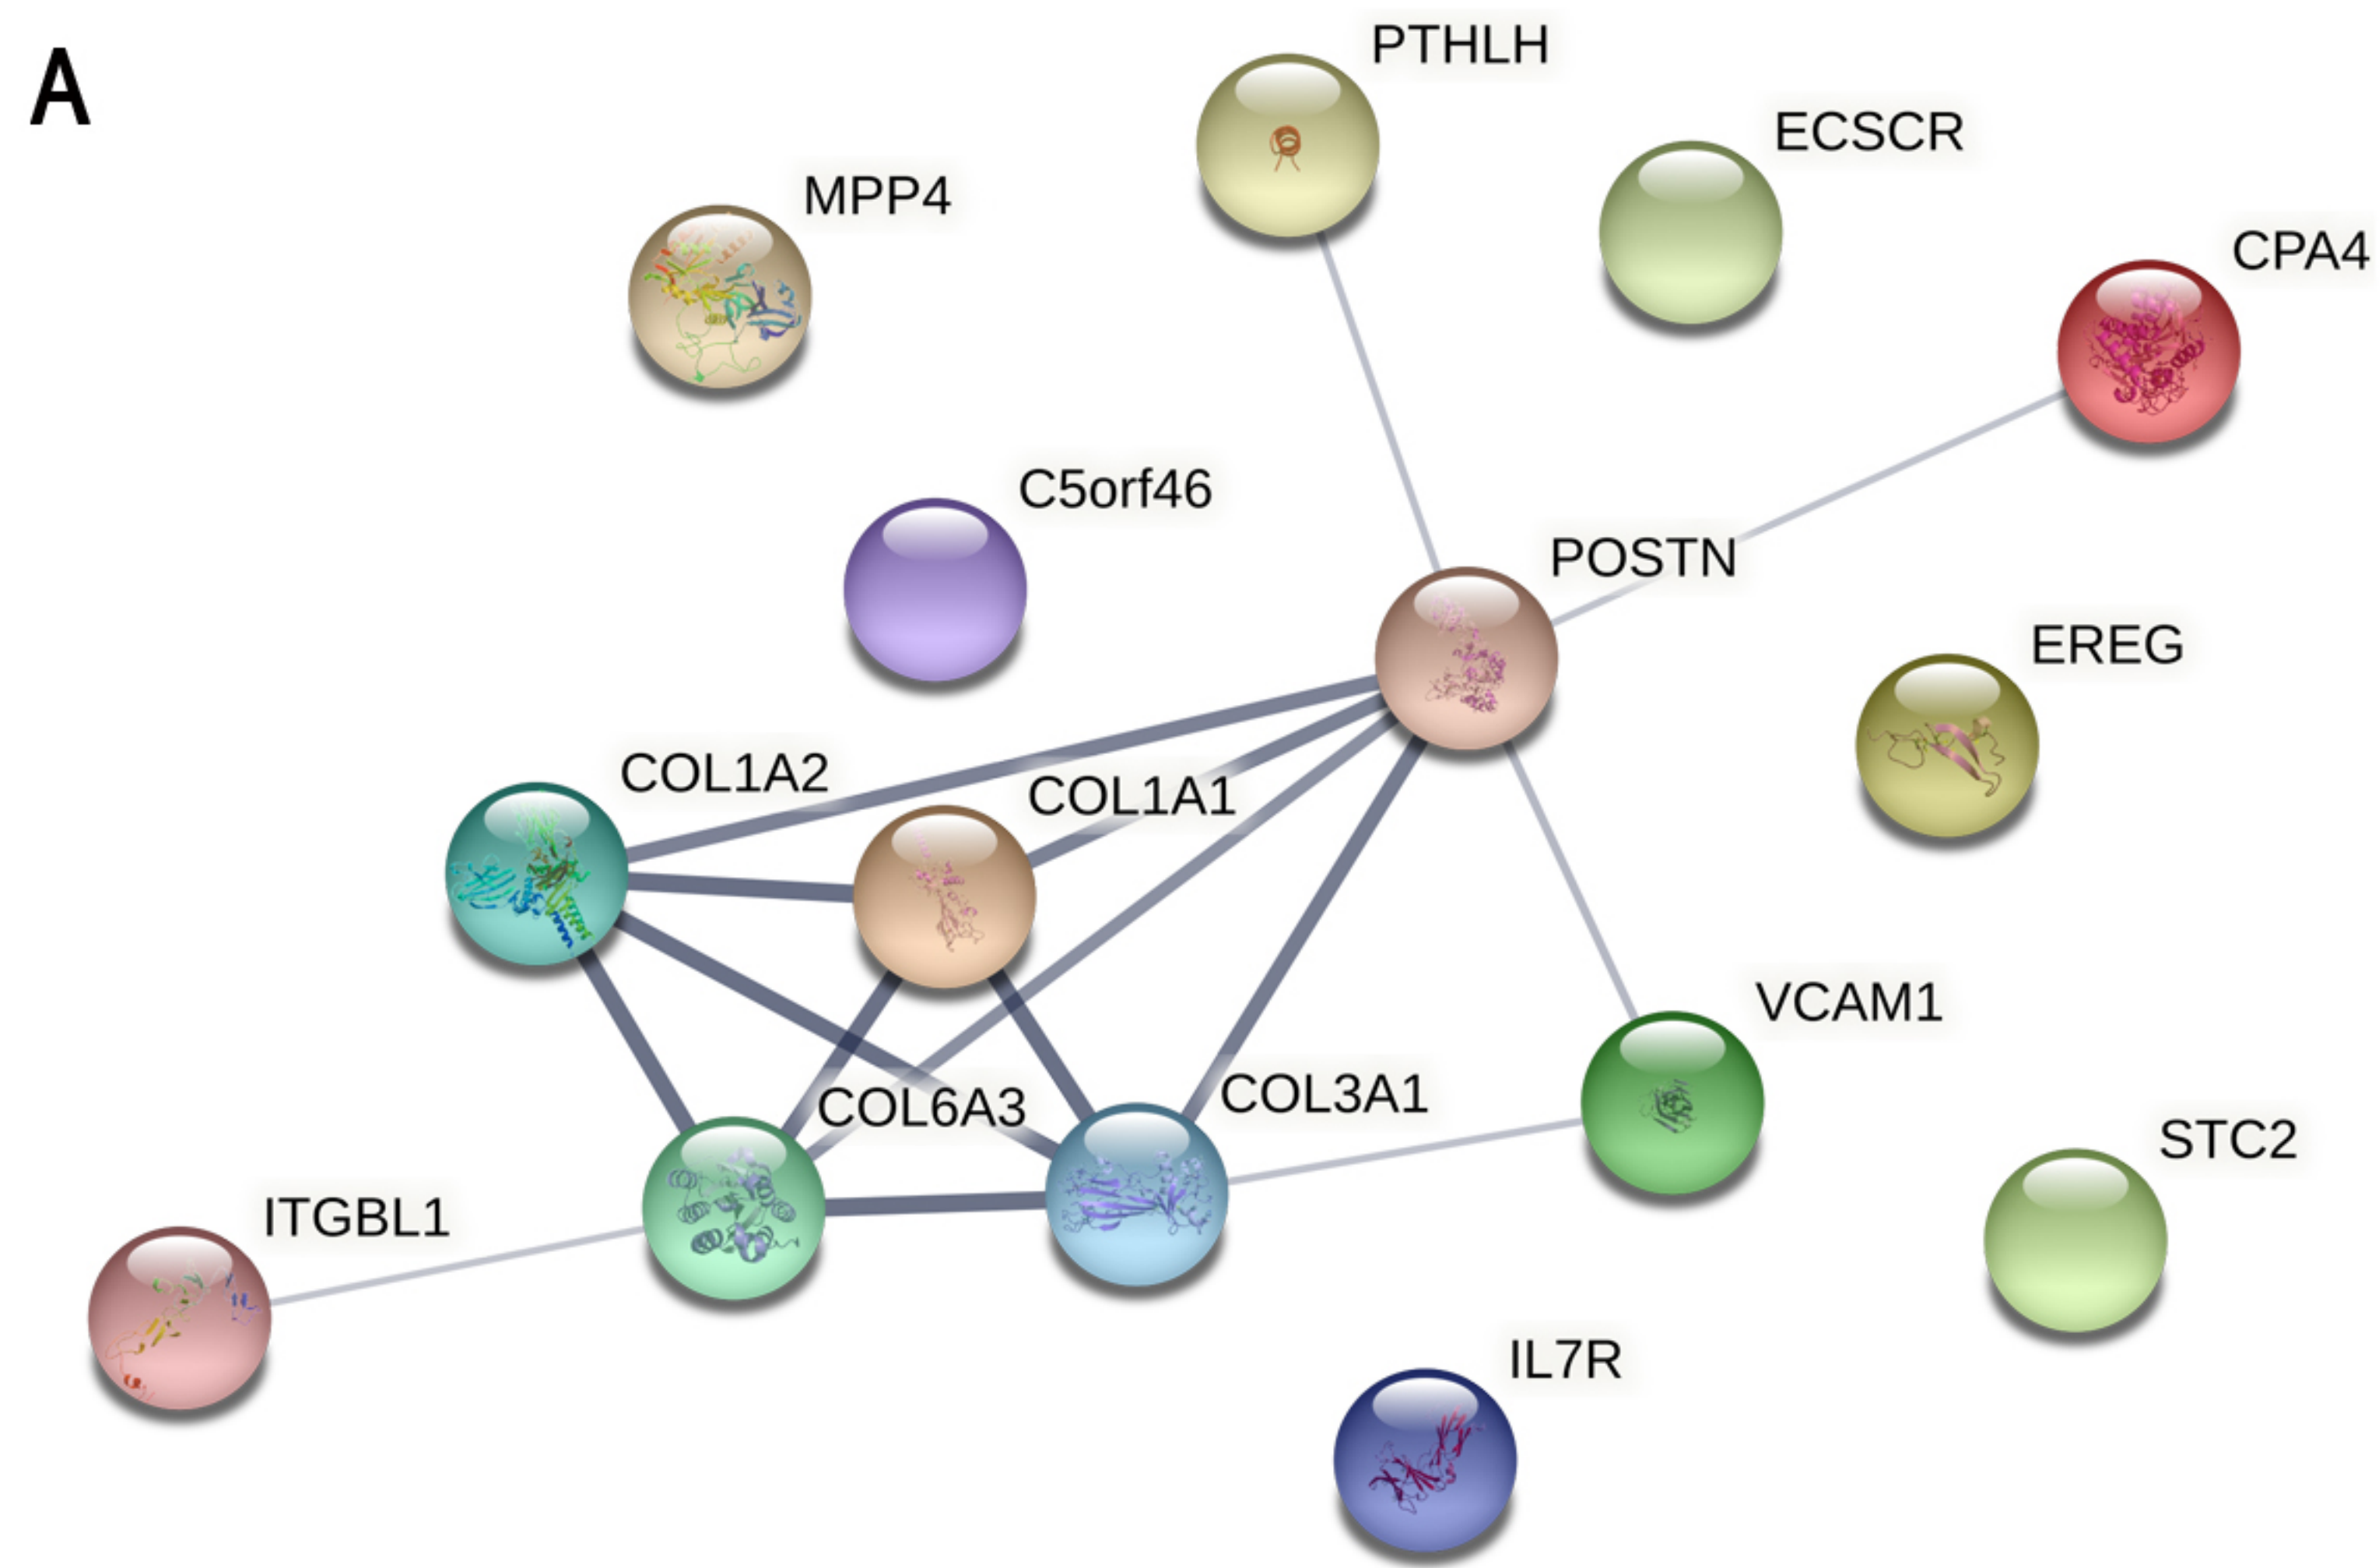 A
PTHLH
ECSCR
MPP4
CPA4
C5orf46
POSTN
EREG
COL1A2
COL1A1
VCAM1
COL6A3
COL3A1
STC2
ITGBL1
IL7R